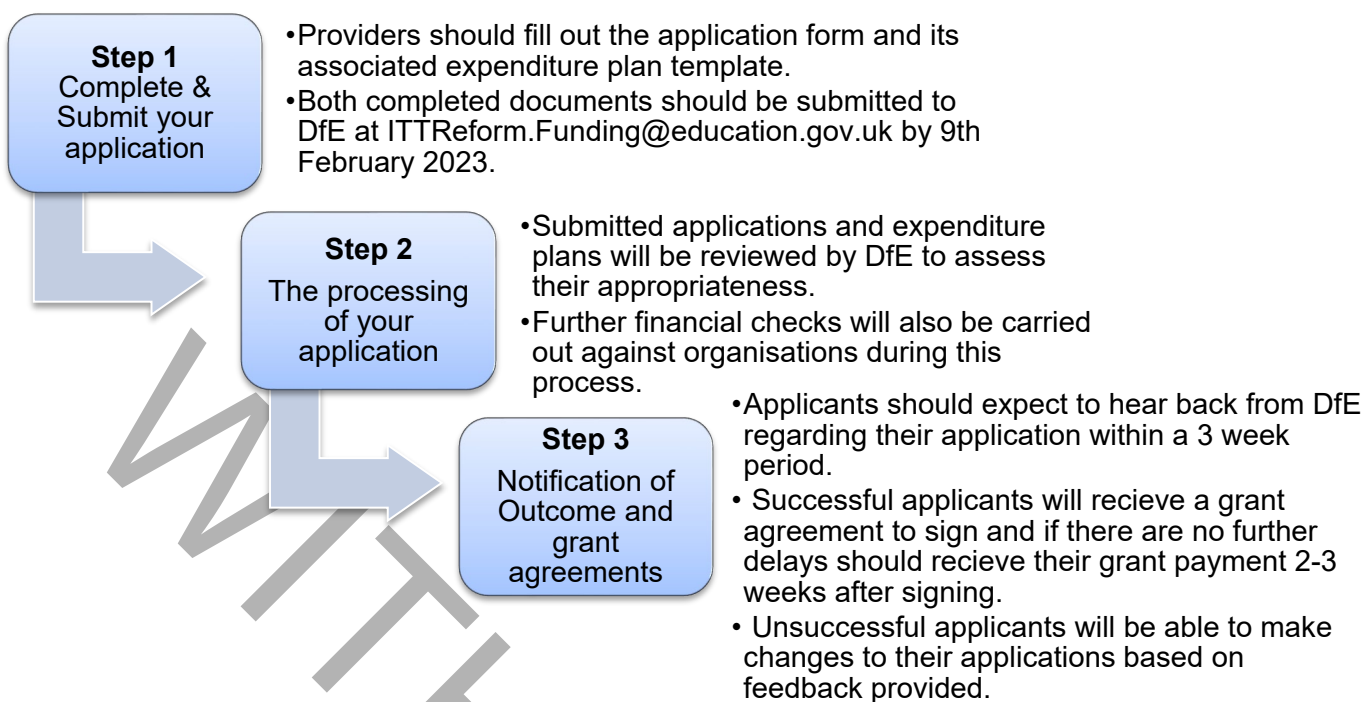 Step 1
Complete &
Submit your
application
•Providers should fill out the application form and its
associated expenditure plan template.
•Both completed documents should be submitted to
DfE at ITTReform.Funding@education.gov.uk by 9th
February 2023.
Step 2
The processing
of your
application
•Submitted applications and expenditure
plans will be reviewed by DfE to assess
their appropriateness.
•Further financial checks will also be carried
out against organisations during this
process.
Step 3
Notification of
Outcome and
grant
agreements
•Applicants should expect to hear back from DfE
regarding their application within a 3 week
period.
• Successful applicants will recieve a grant
agreement to sign and if there are no further
delays should recieve their grant payment 2-3
weeks after signing.
• Unsuccessful applicants will be able to make
changes to their applications based on
feedback provided.